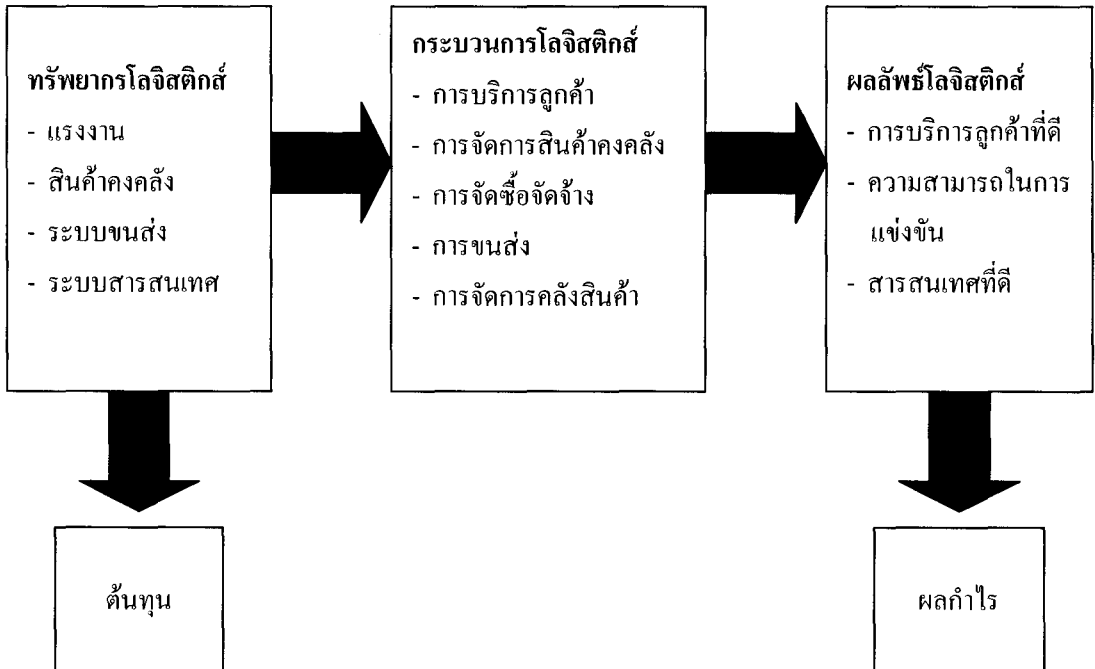 ทรัพยากรโลจิสติกส์
- แรงงาน
- สินค้าคงคลัง
- ระบบขนส่ง
- ระบบสารสนเทศ
กระบวนการโลจิสติกส์
- การบริการลูกค้า
- การจัดการสินค้าคงคลัง
- การจัดซื้อจัดจ้าง
- การขนส่ง
- การจัดการคลังสินค้า
ผลลัพธ์โลจิสติกส์
- การบริการลูกค้าที่ดี
- ความสามารถในการ
แข่งขัน
- สารสนเทศที่ดี
ต้นทุน
ผลกำไร